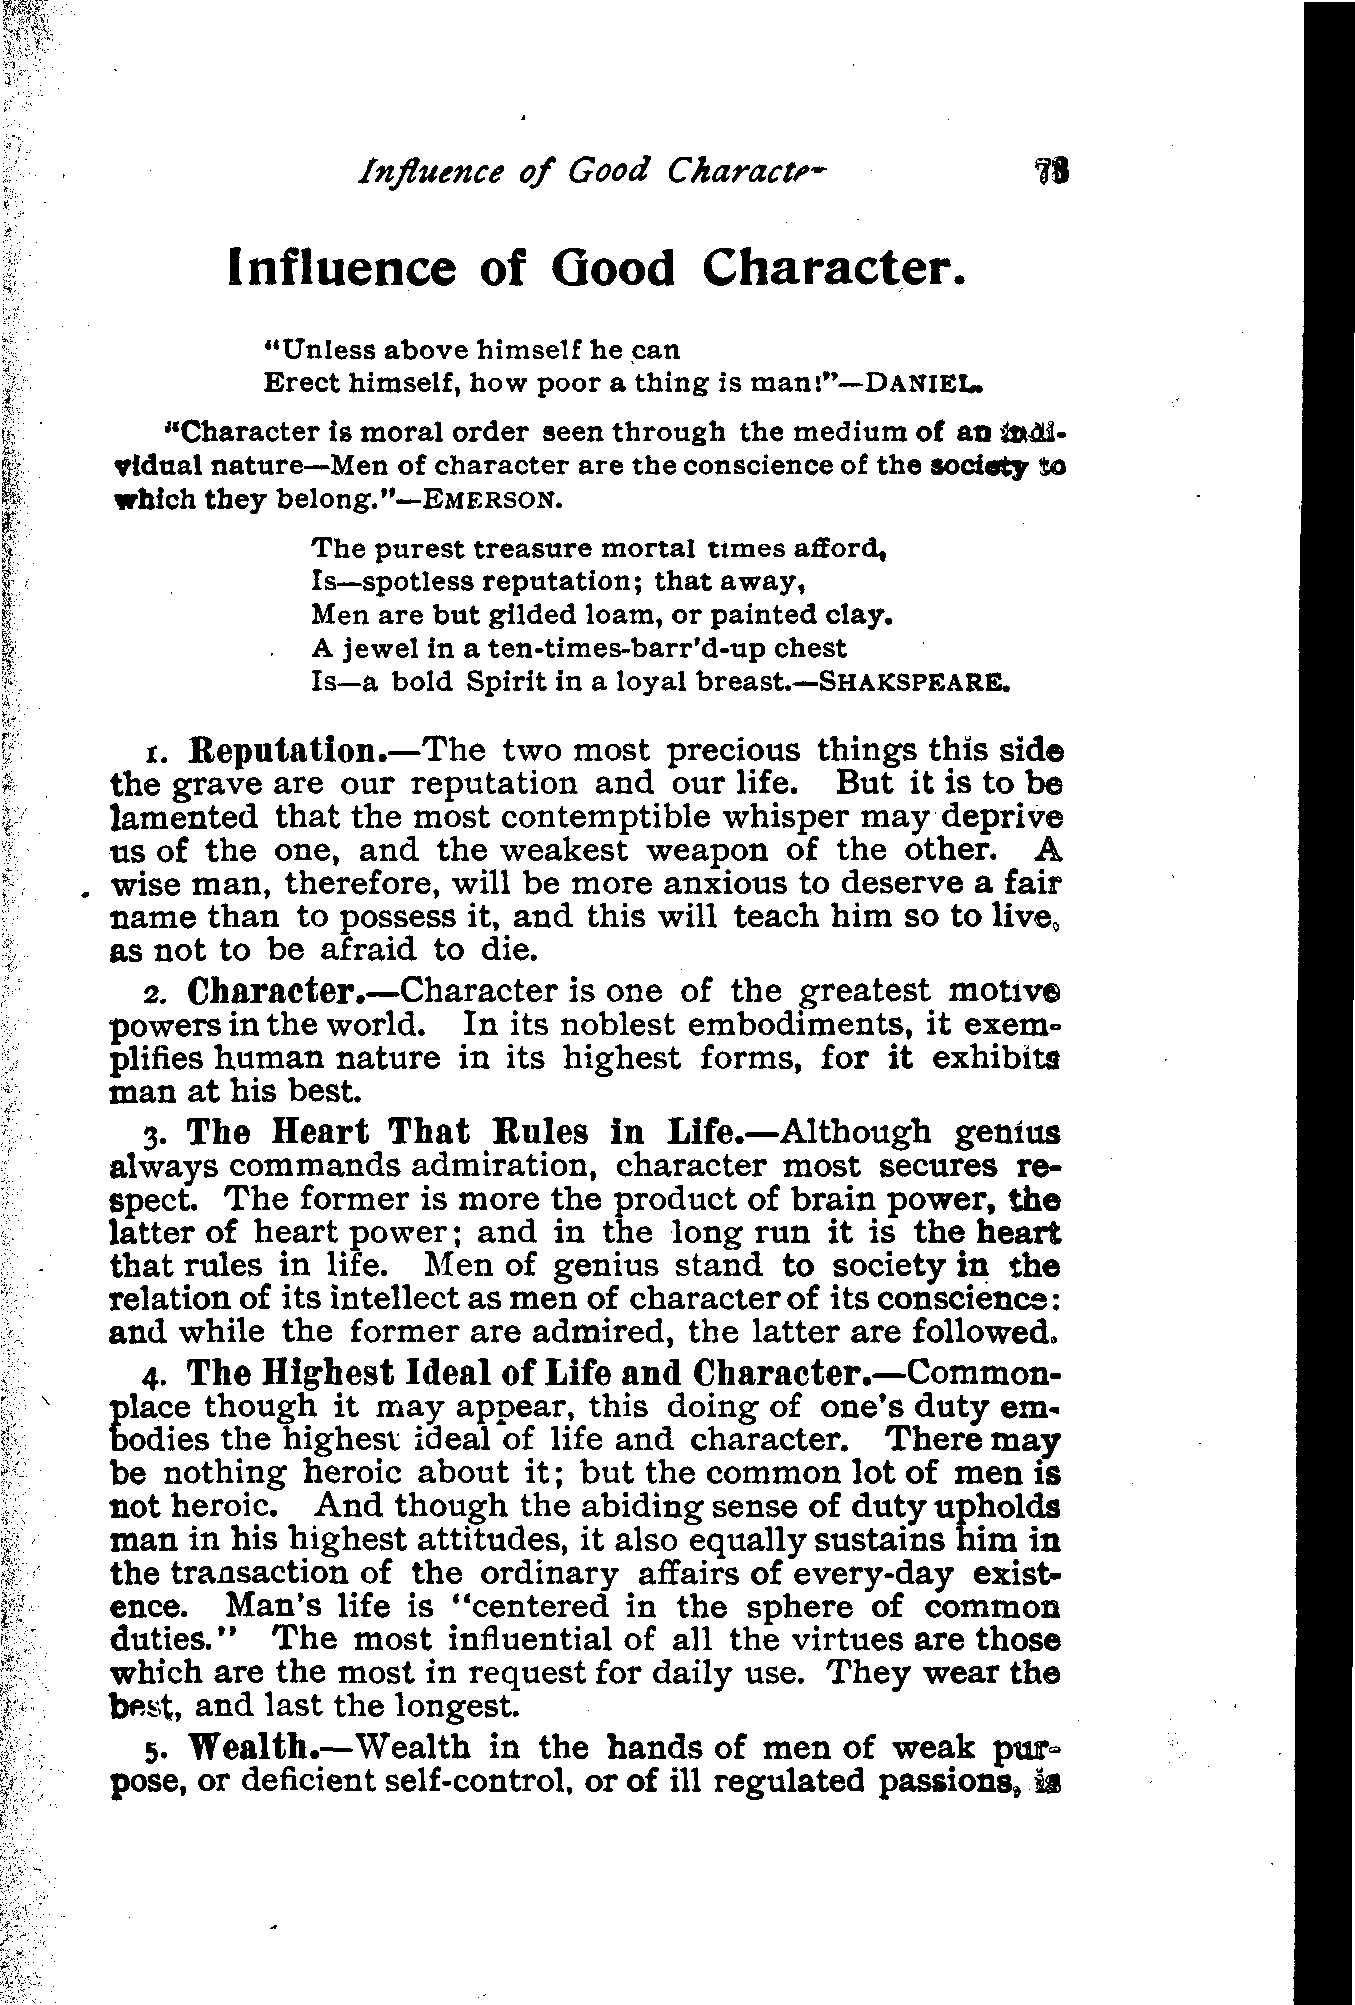 Influence of Good Character
Influence of Good Character.
"Unless above himself he can
Erect himself, how poor a thing is man!"—DANIEL.
"Character is moral order seen through the medium of an indi-
vidual nature—Men of character are the conscience of the society to
which they belong."—EMERSON.
The purest treasure mortal times afford,
Is—spotless reputation; that away,
Men are but gilded loam, or painted clay.
A jewel in a ten-times-barr'd-up chest
Is—a bold Spirit in a loyal breast.—SHAKSPEARE.
1. Reputation.—The two most precious things this side
the grave are our reputation and our life. But it is to be
lamented that the most contemptible whisper may deprive
us of the one, and the weakest weapon of the other. A
wise man, therefore, will be more anxious to deserve a fair
name than to possess it, and this will teach him so to live,
as not to be afraid to die.
2. Character.—Character is one of the greatest motive
powers in the world. In its noblest embodiments, it exem-
plifies human nature in its highest forms, for it exhibits
man at his best.
3. The Heart That Rules in Life.—Although genius
always commands admiration, character most secures re-
spect. The former is more the product of brain power, the
latter of heart power; and in the long run it is the heart
that rules in life. Men of genius stand to society in the
relation of its intellect as men of character of its conscience:
and while the former are admired, the latter are followed.
4. The Highest Ideal of Life and Character.—Common-
place though it may appear, this doing of one's duty em-
bodies the highest ideal of life and character. There may
be nothing heroic about it; but the common lot of men is
not heroic. And though the abiding sense of duty upholds
man in his highest attitudes, it also equally sustains him in
the transaction of the ordinary affairs of every-day exist-
ence. Man's life is "centered in the sphere of common
duties." The most influential of all the virtues are those
which are the most in request for daily use. They wear the
best, and last the longest.
5. Wealth.—Wealth in the hands of men of weak pur-
pose, or deficient self-control, or of ill regulated passions, is